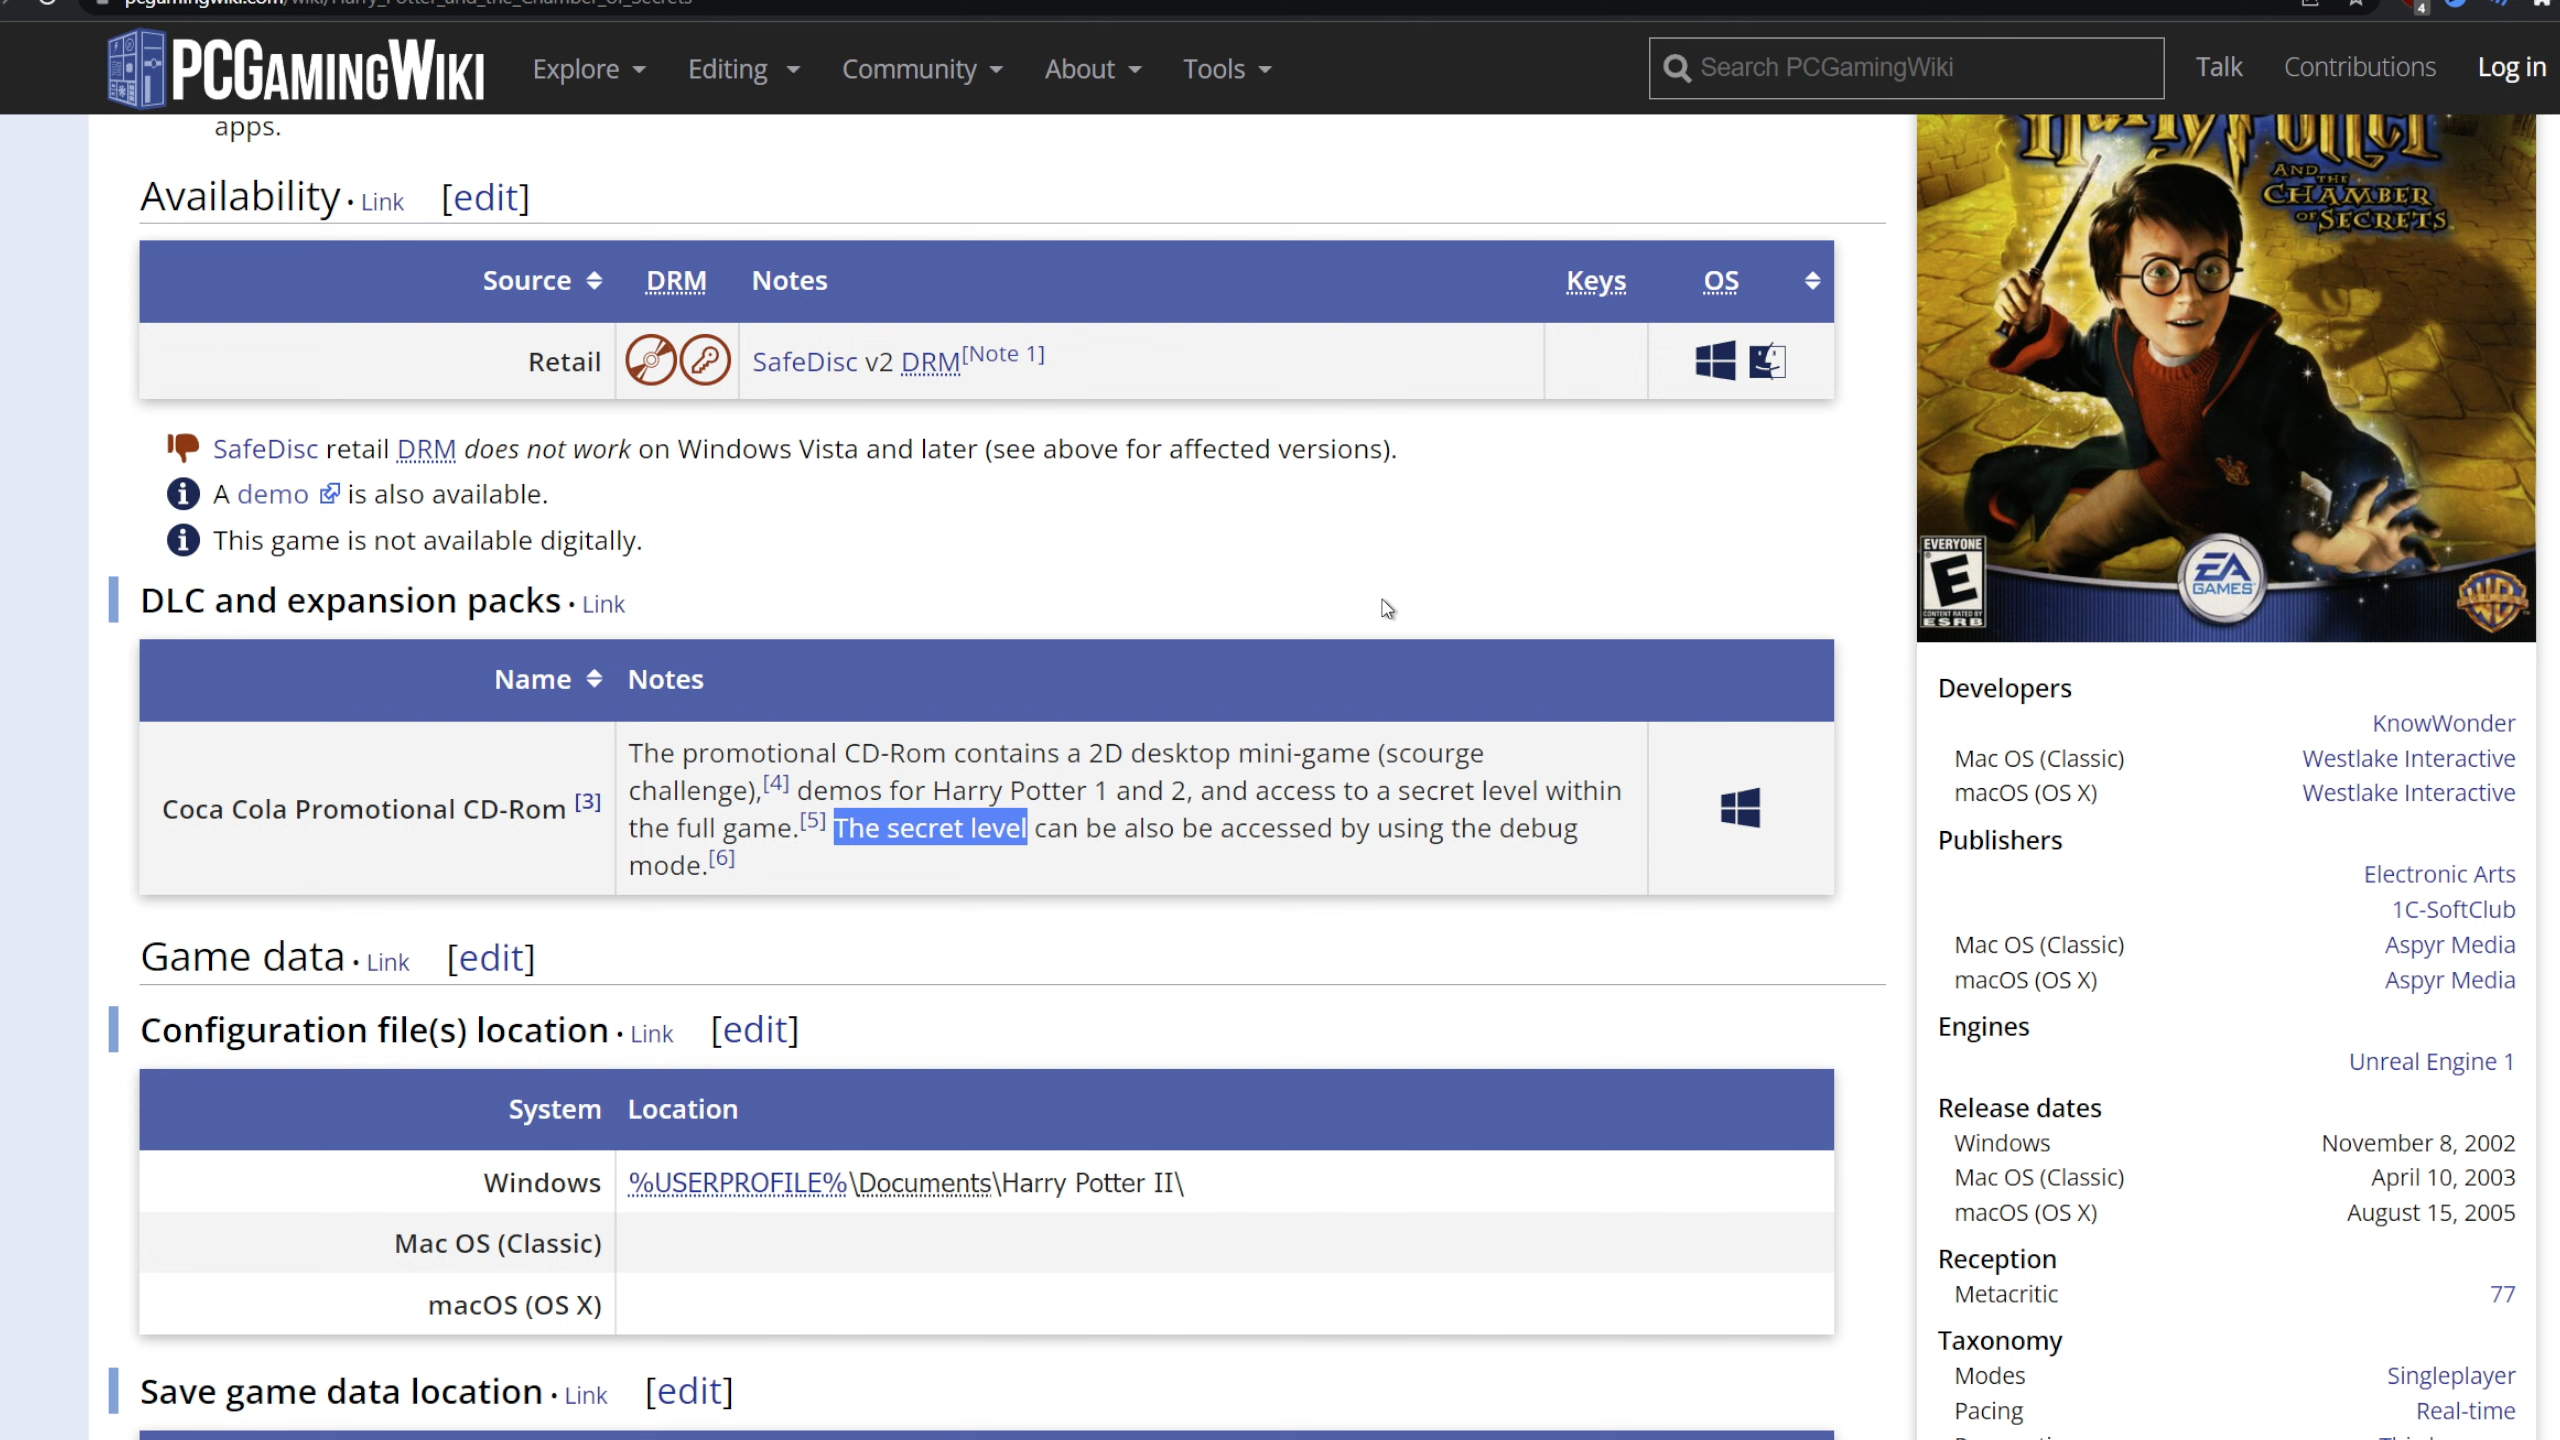 PCGamingWiki
Explore
Editing
Community
About
Tools
Search PCGamingWiki
Talk
Contributions
Log in
apps.
Availability · Link [edit]
Source DRM Notes Keys OS
Retail SafeDisc v2 DRM[Note 1]
SafeDisc retail DRM does not work on Windows Vista and later (see above for affected versions).
A demo is also available.
This game is not available digitally.
DLC and expansion packs · Link
Name Notes
Coca Cola Promotional CD-Rom [3]
The promotional CD-Rom contains a 2D desktop mini-game (scourge
challenge),[4] demos for Harry Potter 1 and 2, and access to a secret level within
the full game.[5] The secret level can be also be accessed by using the debug
mode.[6]
Game data · Link [edit]
Configuration file(s) location · Link [edit]
System Location
Windows %USERPROFILE%\Documents\Harry Potter II\
Mac OS (Classic)
macOS (OS X)
Save game data location · Link [edit]
Harry Potter
AND THE
CHAMBER
OF SECRETS
EVERYONE
E
CONTENT RATED BY
ESRB
EA
GAMES
WB
Developers
KnowWonder
Mac OS (Classic) Westlake Interactive
macOS (OS X) Westlake Interactive
Publishers
Electronic Arts
1C-SoftClub
Mac OS (Classic) Aspyr Media
macOS (OS X) Aspyr Media
Engines
Unreal Engine 1
Release dates
Windows November 8, 2002
Mac OS (Classic) April 10, 2003
macOS (OS X) August 15, 2005
Reception
Metacritic 77
Taxonomy
Modes Singleplayer
Pacing Real-time